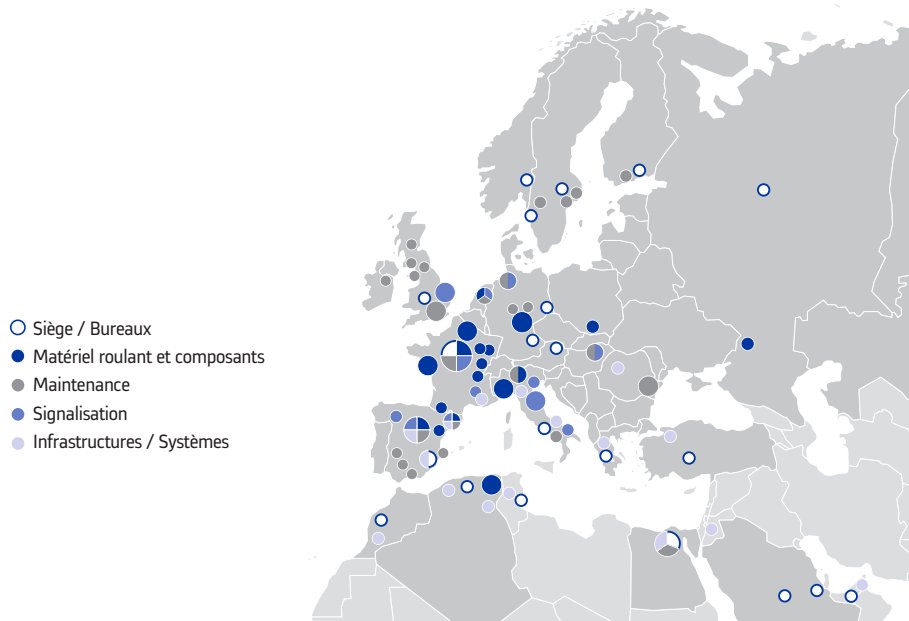 Siège / Bureaux
Matériel roulant et composants
Maintenance
Signalisation
Infrastructures / Systèmes